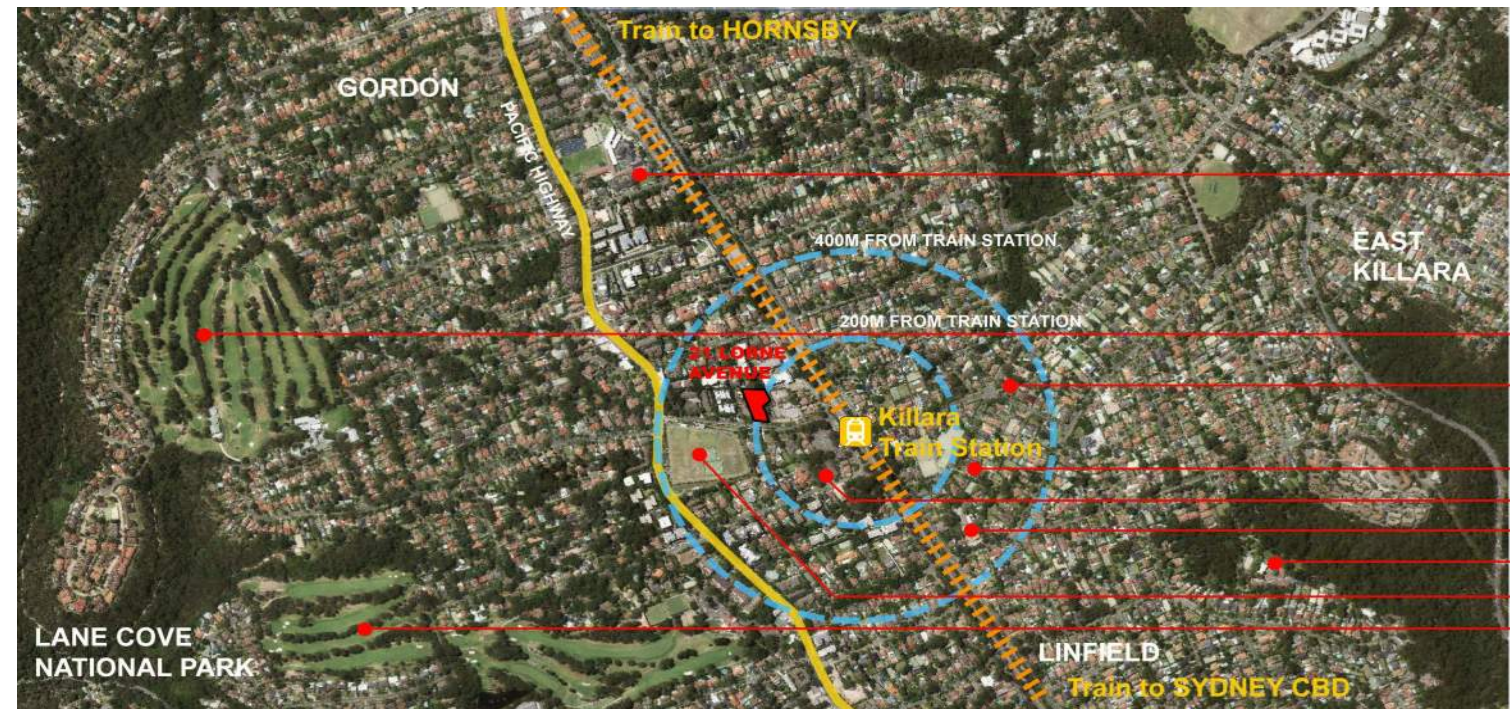 Train to HORNSBY
GORDON
PACIFIC HIGHWAY
400M FROM TRAIN STATION
EAST
KILLARA
200M FROM TRAIN STATION
21 LORNE
AVENUE
Killara
Train Station
LANE COVE
NATIONAL PARK
LINFIELD
Train to SYDNEY CBD